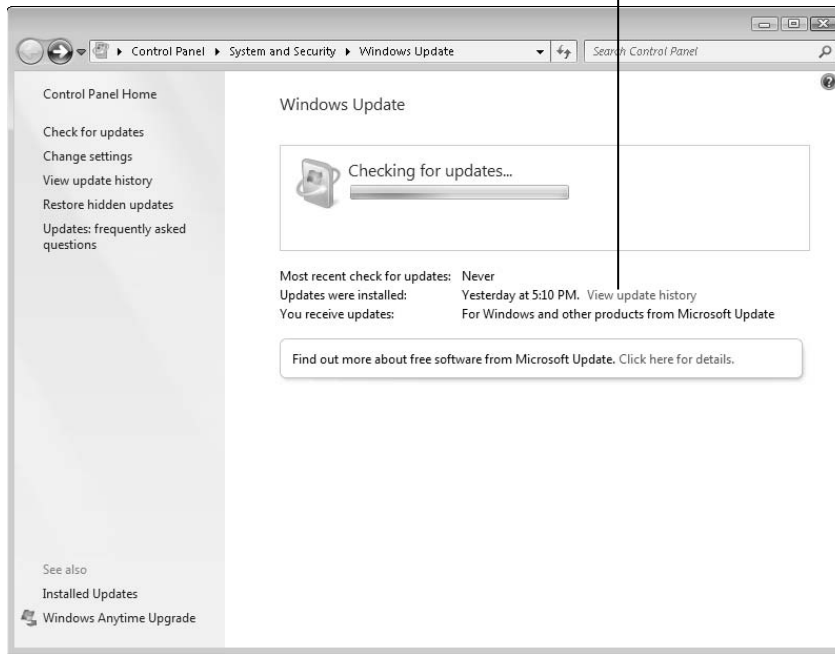 Control Panel ▸ System and Security ▸ Windows Update
Search Control Panel
Control Panel Home
Check for updates
Change settings
View update history
Restore hidden updates
Updates: frequently asked
questions
See also
Installed Updates
Windows Anytime Upgrade
Windows Update
Checking for updates...
Most recent check for updates: Never
Updates were installed: Yesterday at 5:10 PM. View update history
You receive updates: For Windows and other products from Microsoft Update
Find out more about free software from Microsoft Update. Click here for details.